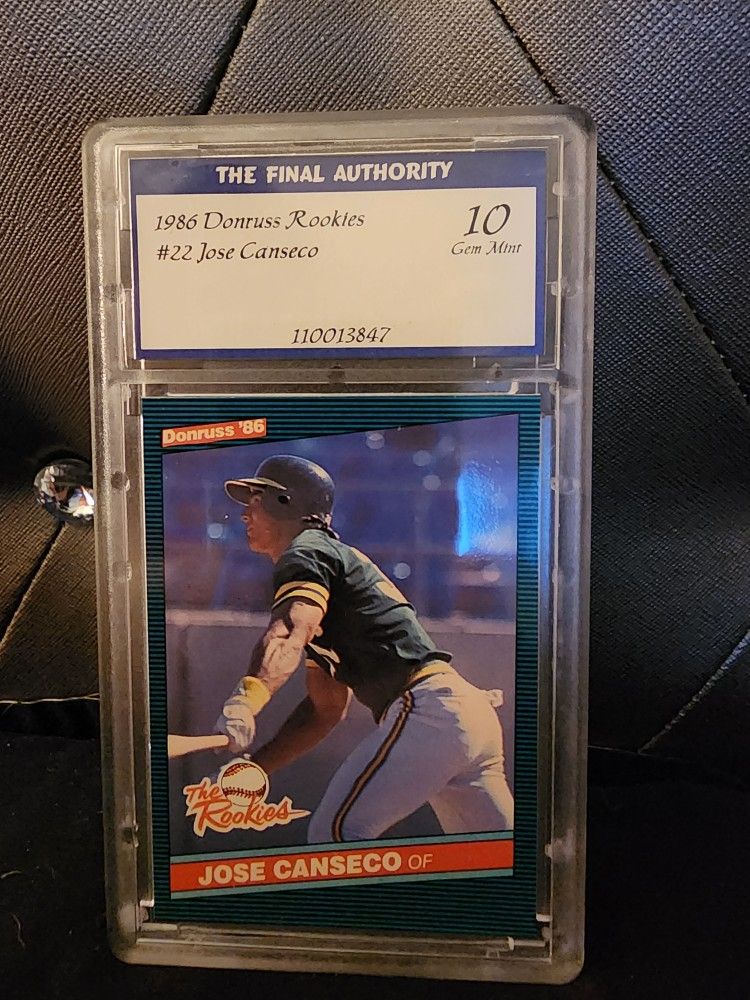 THE FINAL AUTHORITY
1986 Donruss Rookies
#22 Jose Canseco
10
Gem Mint
110013847
Donruss '86
The
Rookies
JOSE CANSECO OF